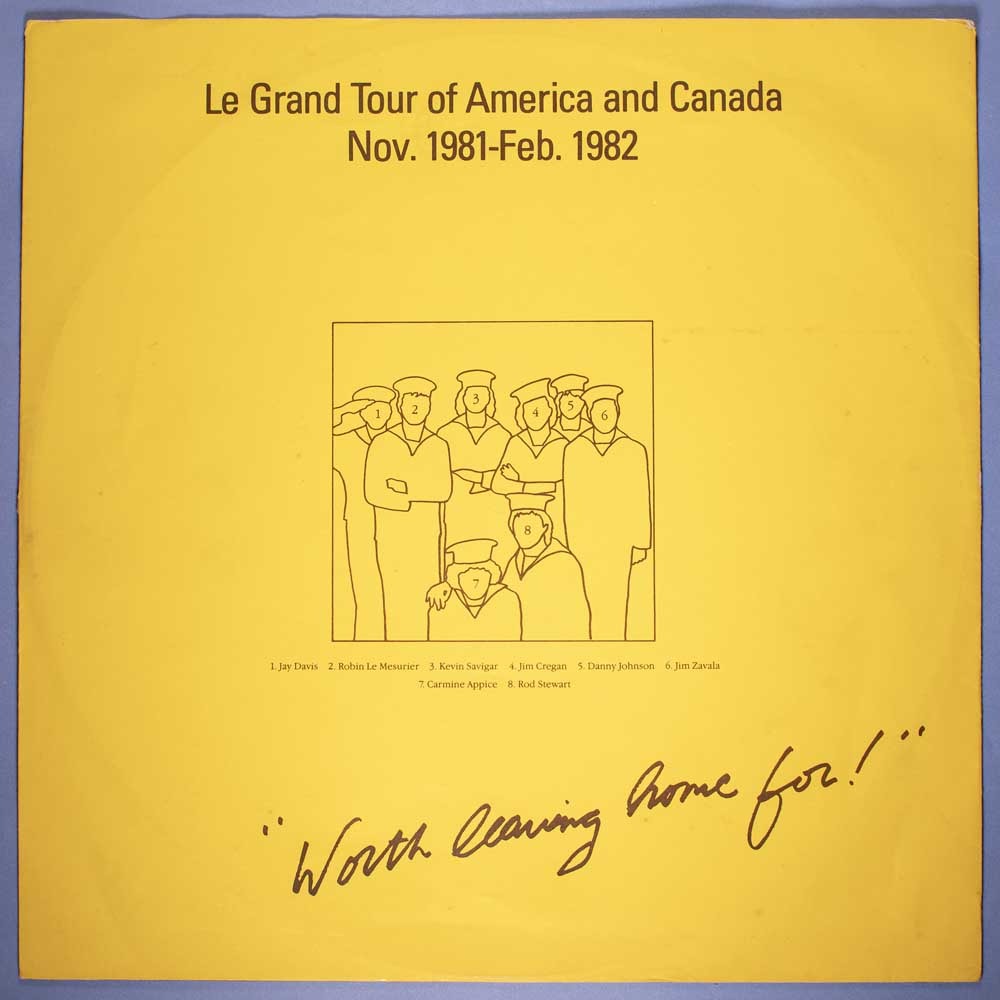 Le Grand Tour of America and Canada
Nov. 1981-Feb. 1982
1 2 3 4 5 6
8
7
1. Jay Davis 2. Robin Le Mesurier 3. Kevin Savigar 4. Jim Cregan 5. Danny Johnson 6. Jim Zavala
7. Carmine Appice 8. Rod Stewart
"Worth leaving home for!"